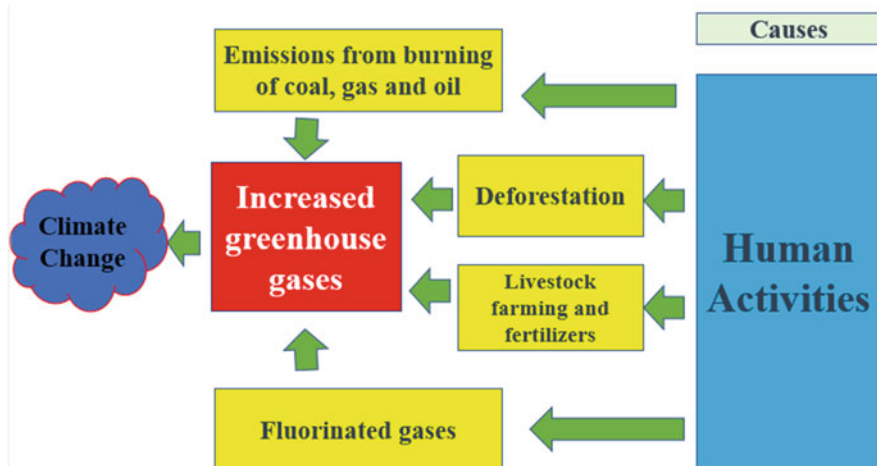 Causes
Emissions from burning
of coal, gas and oil
Increased
greenhouse
gases
Deforestation
Climate
Change
Human
Activities
Livestock
farming and
fertilizers
Fluorinated gases